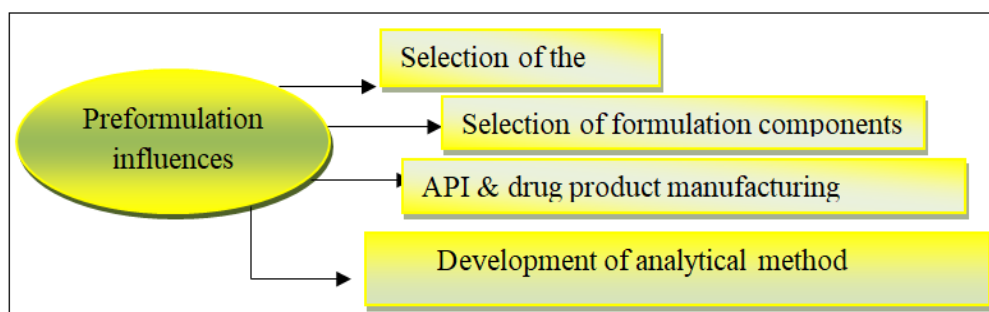 Preformulation
influences
Selection of the
Selection of formulation components
API & drug product manufacturing
Development of analytical method